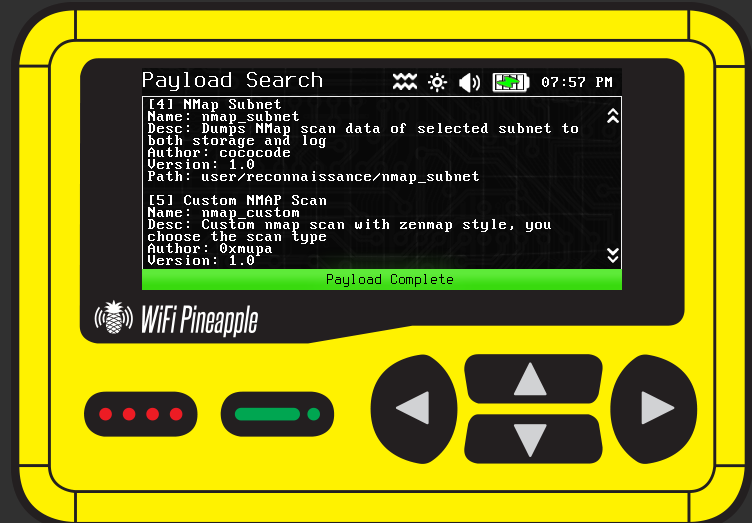 Payload Search
07:57 PM
[4] NMap Subnet
Name: nmap_subnet
Desc: Dumps NMap scan data of selected subnet to
both storage and log
Author: cococode
Version: 1.0
Path: user/reconnaissance/nmap_subnet
[5] Custom NMAP Scan
Name: nmap_custom
Desc: Custom nmap scan with zenmap style, you
choose the scan type
Author: 0xmupa
Version: 1.0
Payload Complete
WiFi Pineapple